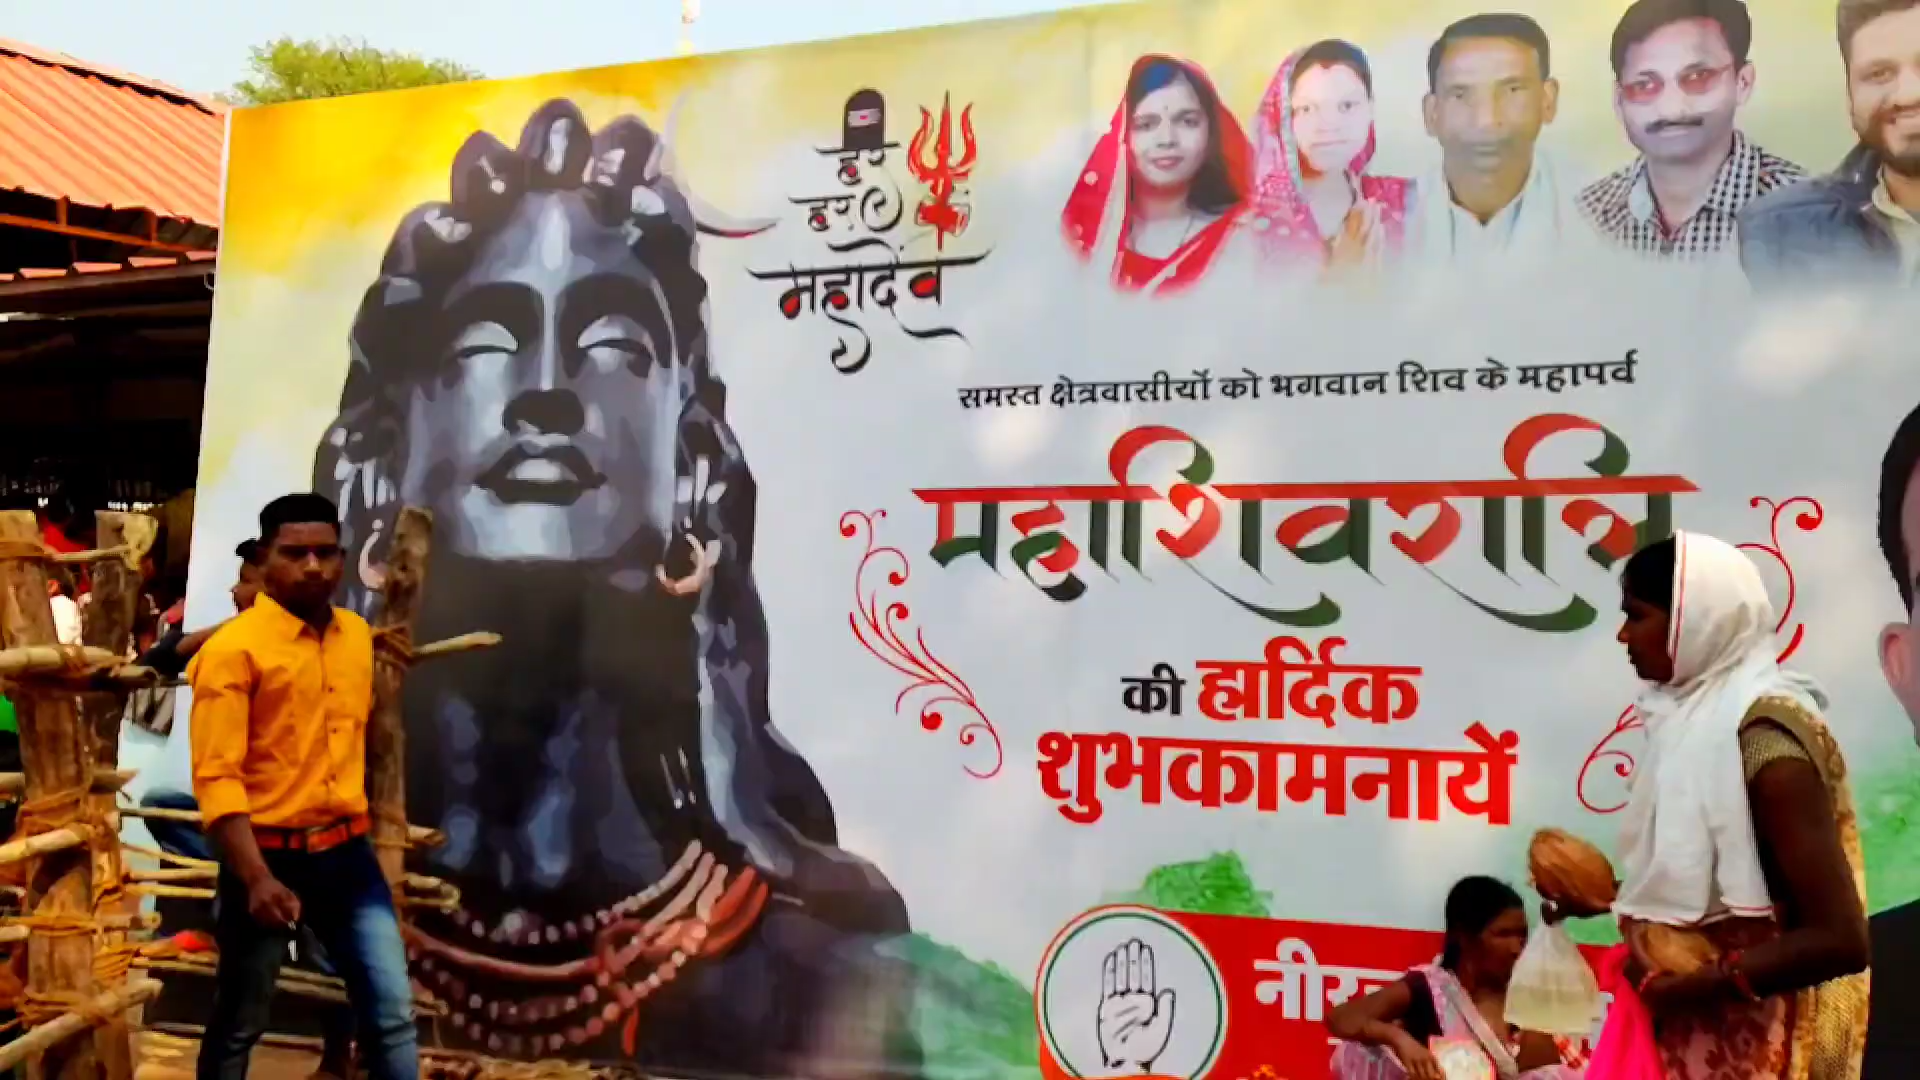 हर
हर
महादेव
समस्त क्षेत्रवासीयों को भगवान शिव के महापर्व
महाशिवरात्रि
की हार्दिक
शुभकामनायें